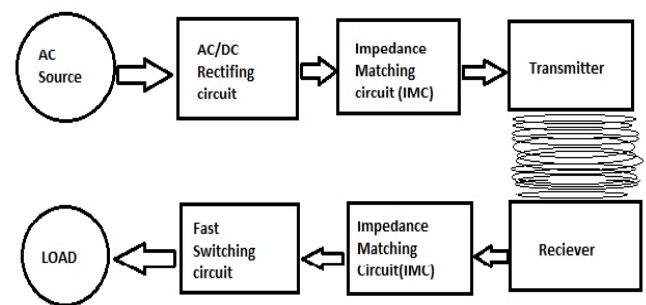 AC
Source
AC/DC
Rectifing
circuit
Impedance
Matching
circuit (IMC)
Transmitter
LOAD
Fast
Switching
circuit
Impedance
Matching
Circuit(IMC)
Reciever